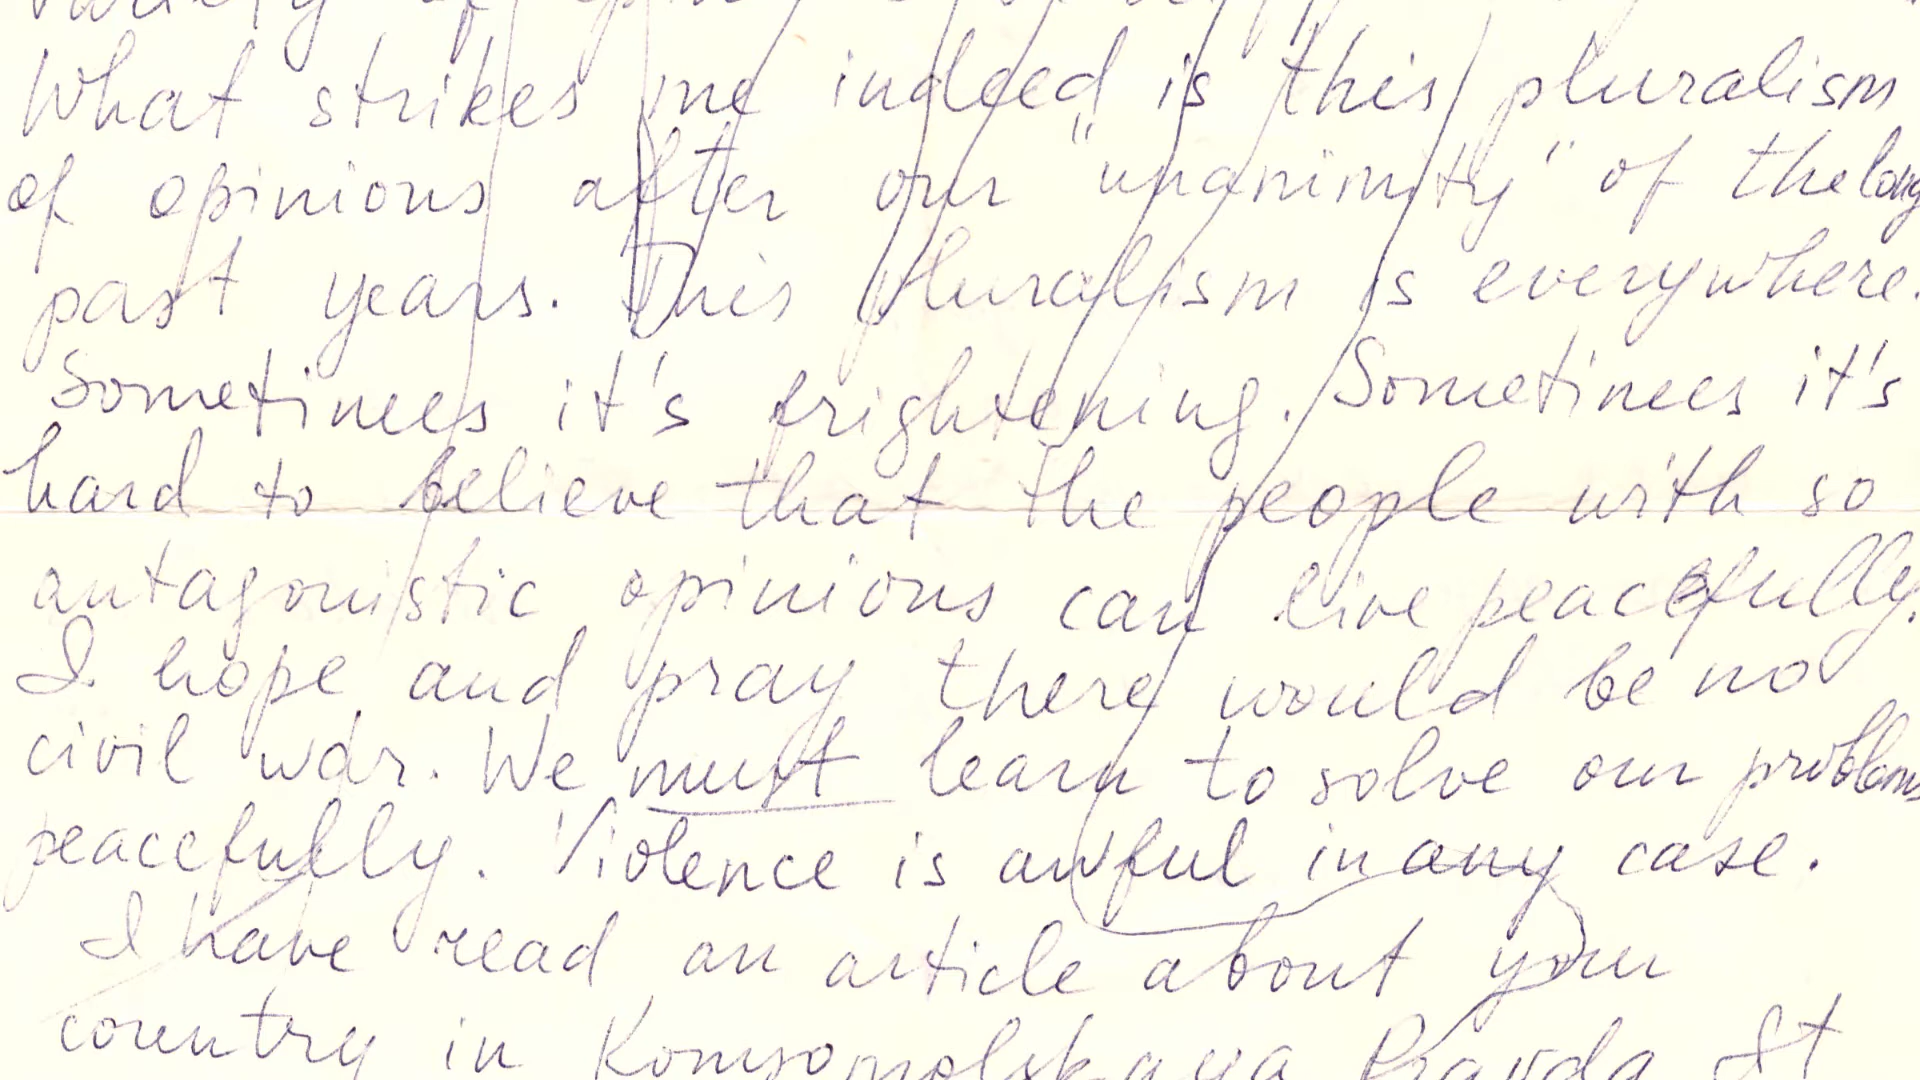 variety of
What strikes me indeed is this pluralism
of opinions after our "unanimity" of the long
past years. This pluralism is everywhere.
Sometimes it's frightening. Sometimes it's
hard to believe that the people with so
antagonistic opinions can live peacefully.
I hope and pray there would be no
civil war. We must learn to solve our problems
peacefully. Violence is awful in any case.
I have read an article about your
country in Komsomolskaya Pravda. It